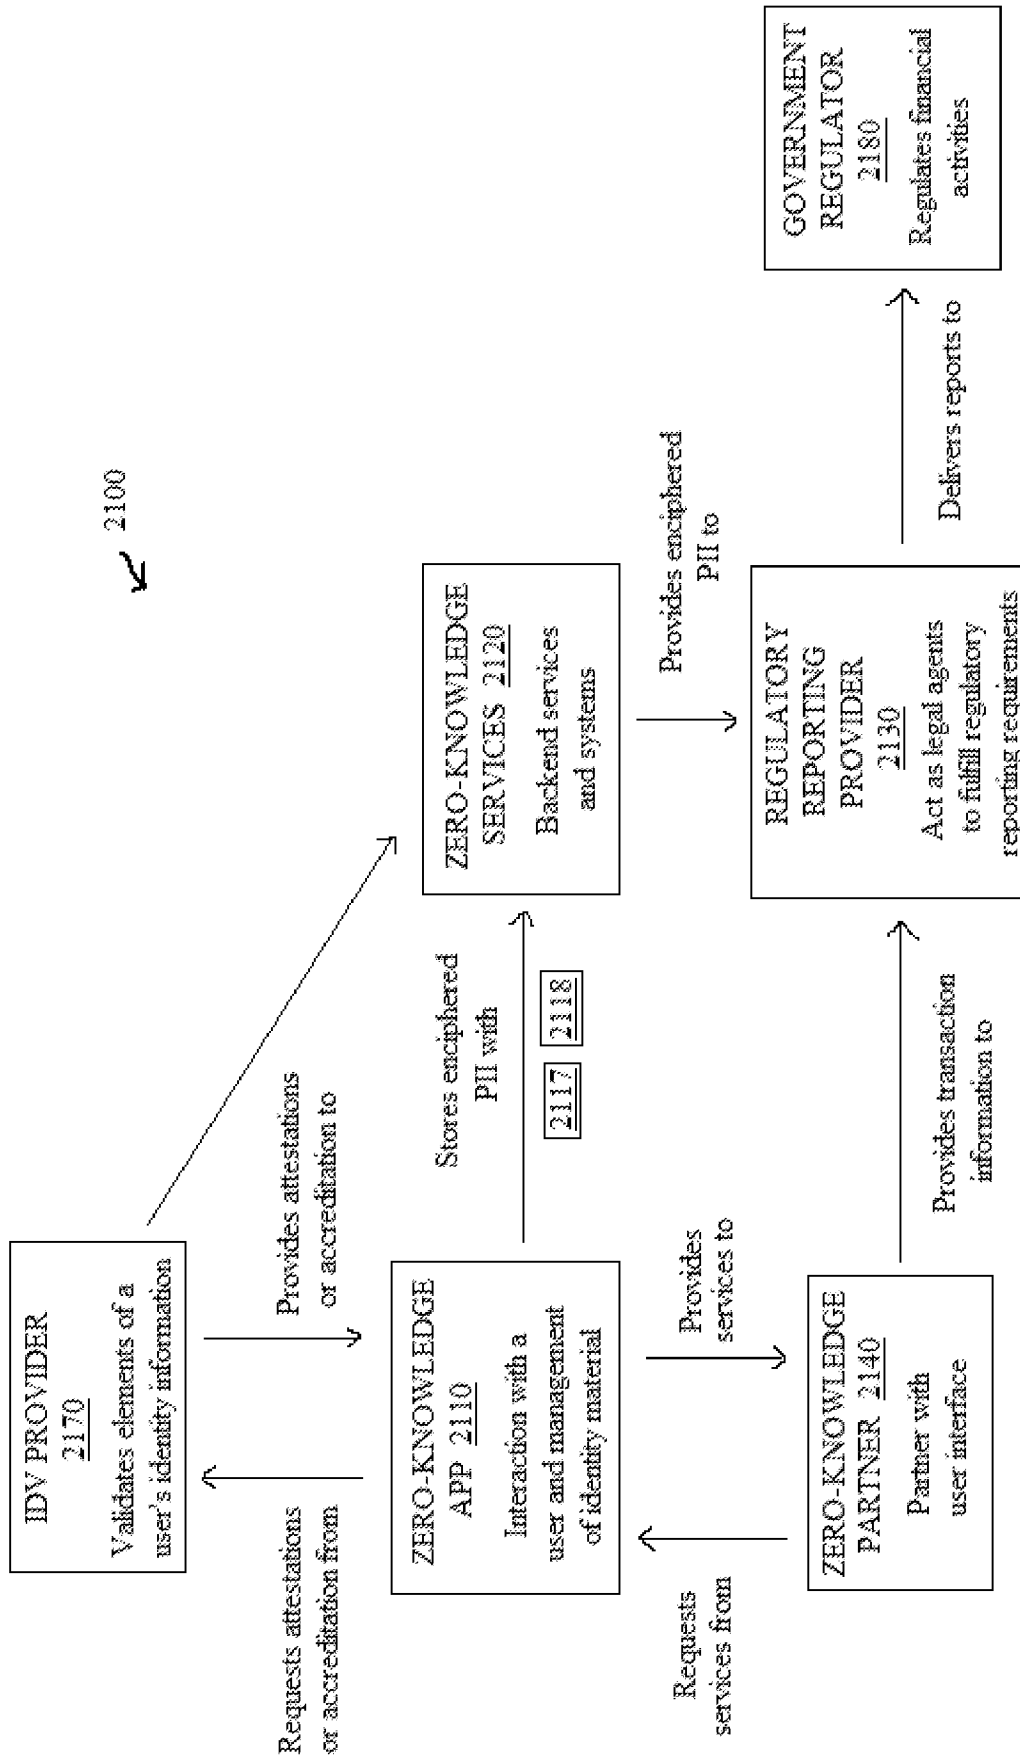 2100
IDV PROVIDER
2170
Validates elements of a
user's identity information
Requests attestations
or accreditation from
Provides attestations
or accreditation to
ZERO-KNOWLEDGE
APP 2110
Interaction with a
user and management
of identity material
Stores enciphered
PII with
2117
2118
ZERO-KNOWLEDGE
SERVICES 2120
Backend services
and systems
Requests
services from
Provides
services to
Provides enciphered
PII to
ZERO-KNOWLEDGE
PARTNER 2140
Partner with
user interface
Provides transaction
information to
REGULATORY
REPORTING
PROVIDER
2130
Act as legal agents
to fulfill regulatory
reporting requirements
Delivers reports to
GOVERNMENT
REGULATOR
2180
Regulates financial
activities